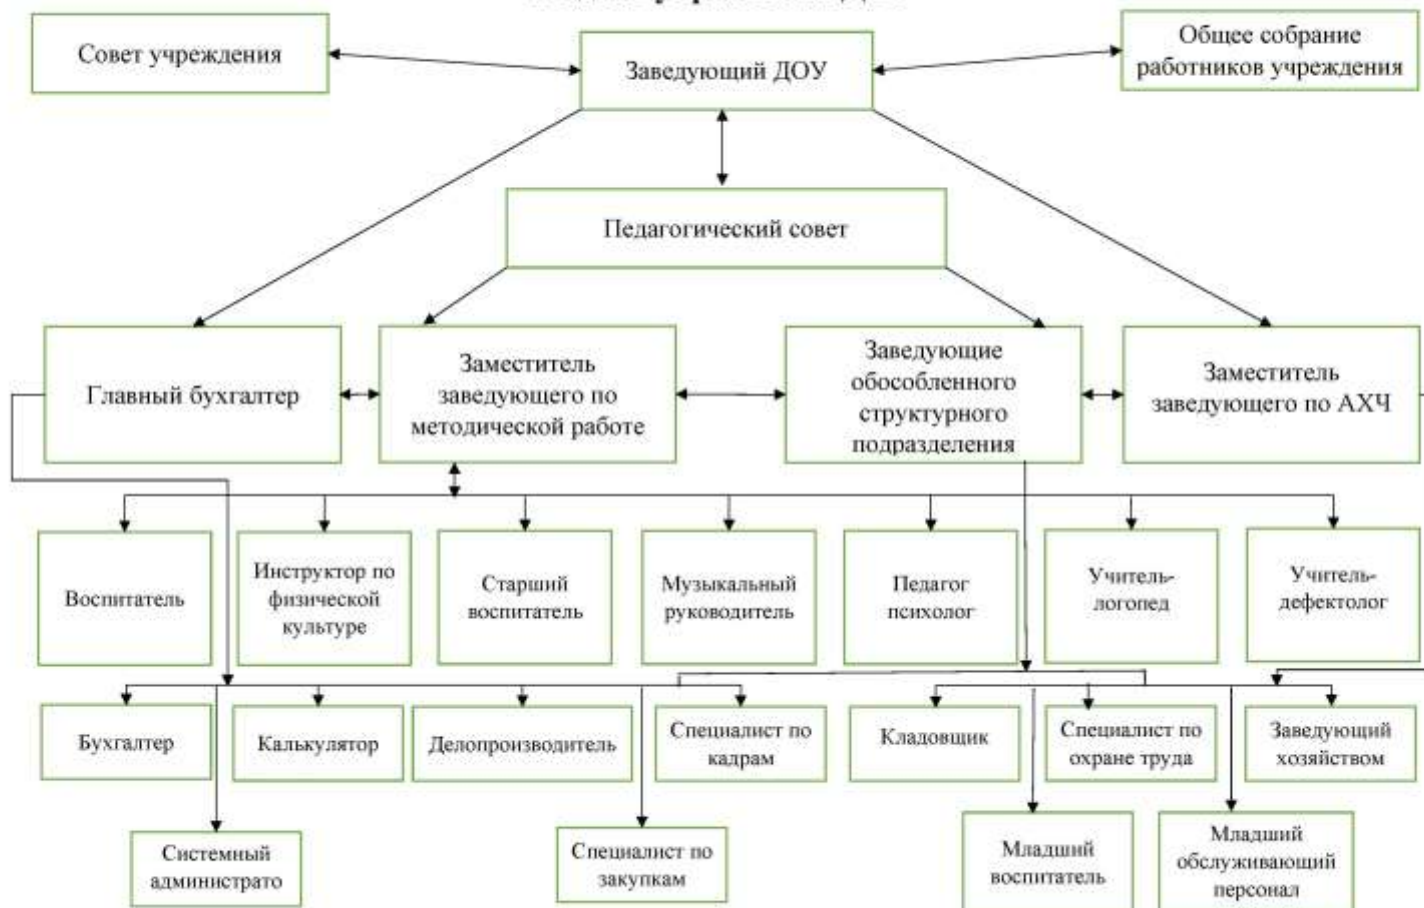 Совет учреждения
Заведующий ДОУ
Общее собрание
работников учреждения
Педагогический совет
Главный бухгалтер
Заместитель
заведующего по
методической работе
Заведующие
обособленного
структурного
подразделения
Заместитель
заведующего по АХЧ
Воспитатель
Инструктор по
физической
культуре
Старший
воспитатель
Музыкальный
руководитель
Педагог
психолог
Учитель-
логопед
Учитель-
дефектолог
Бухгалтер
Калькулятор
Делопроизводитель
Специалист по
кадрам
Кладовщик
Специалист по
охране труда
Заведующий
хозяйством
Системный
администрато
Специалист по
закупкам
Младший
воспитатель
Младший
обслуживающий
персонал